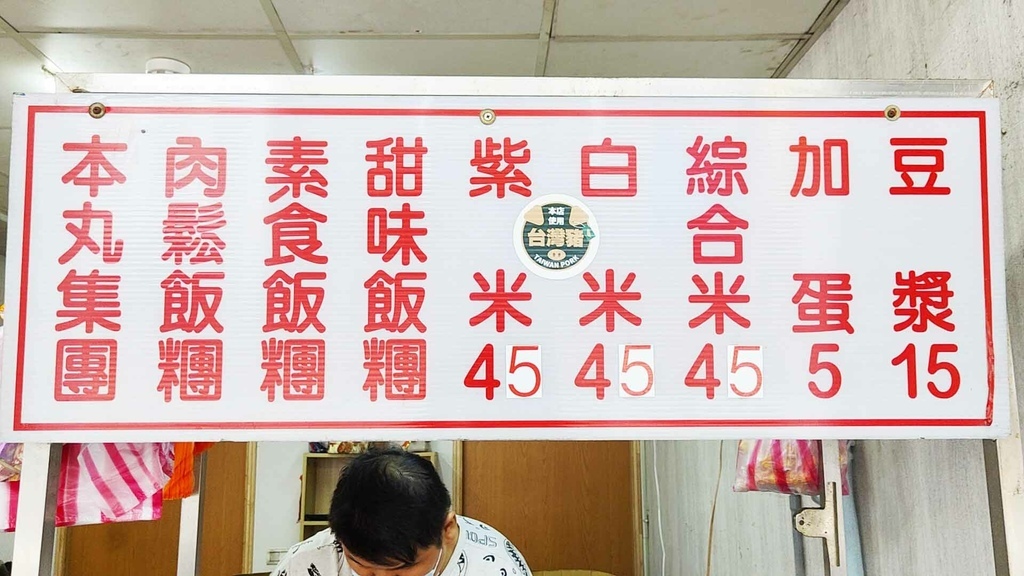 本丸集團
肉鬆飯糰
素食飯糰
甜味飯糰
紫米45
白米45
綜合米45
加蛋5
豆漿15
本店
使用
台灣豬
TAIWAN PORK
SPOI